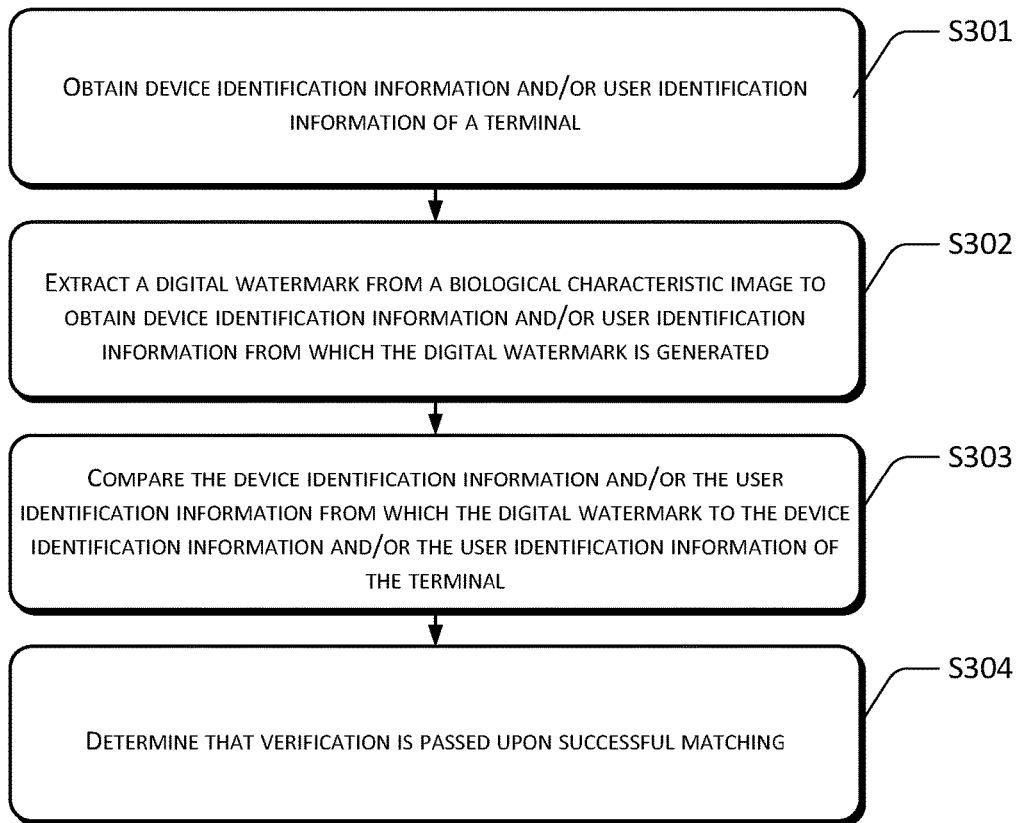 OBTAIN DEVICE IDENTIFICATION INFORMATION AND/OR USER IDENTIFICATION
INFORMATION OF A TERMINAL
S301
EXTRACT A DIGITAL WATERMARK FROM A BIOLOGICAL CHARACTERISTIC IMAGE TO
OBTAIN DEVICE IDENTIFICATION INFORMATION AND/OR USER IDENTIFICATION
INFORMATION FROM WHICH THE DIGITAL WATERMARK IS GENERATED
S302
COMPARE THE DEVICE IDENTIFICATION INFORMATION AND/OR THE USER
IDENTIFICATION INFORMATION FROM WHICH THE DIGITAL WATERMARK TO THE DEVICE
IDENTIFICATION INFORMATION AND/OR THE USER IDENTIFICATION INFORMATION OF
THE TERMINAL
S303
DETERMINE THAT VERIFICATION IS PASSED UPON SUCCESSFUL MATCHING
S304